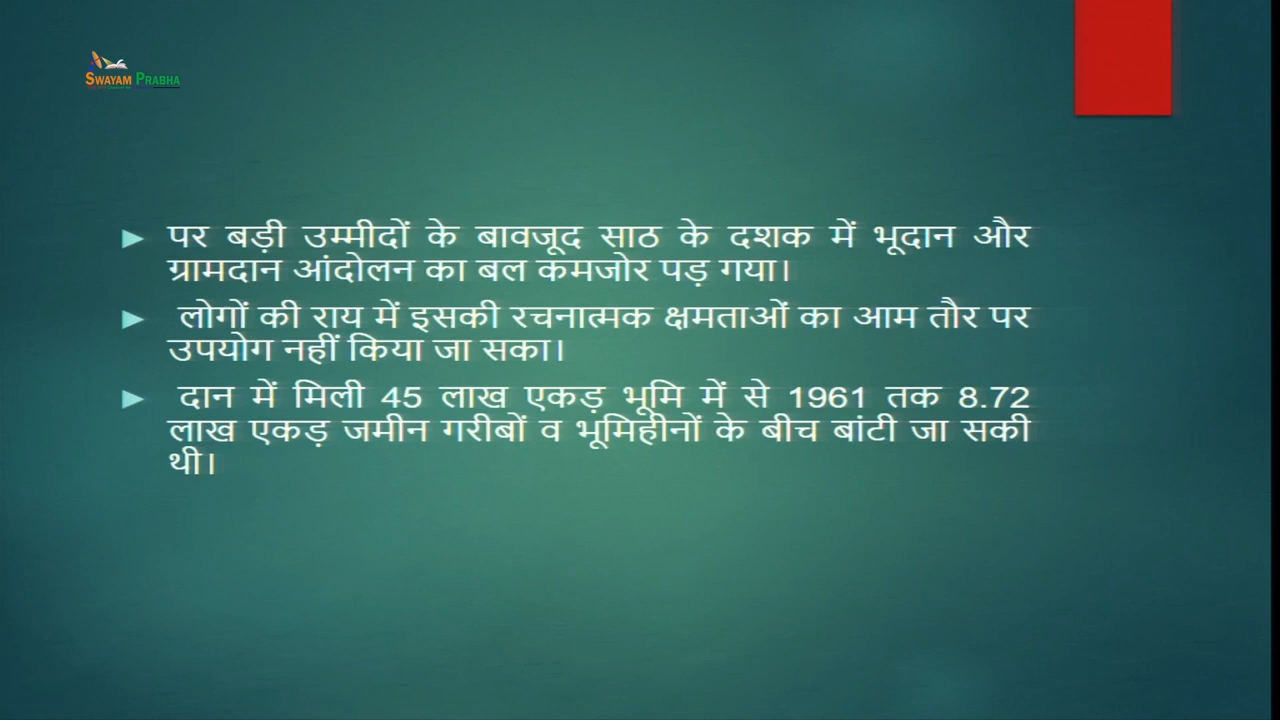 SWAYAM PRABHA
पर बड़ी उम्मीदों के बावजूद साठ के दशक में भूदान और
ग्रामदान आंदोलन का बल कमजोर पड़ गया।
लोगों की राय में इसकी रचनात्मक क्षमताओं का आम तौर पर
उपयोग नहीं किया जा सका।
दान में मिली 45 लाख एकड़ भूमि में से 1961 तक 8.72
लाख एकड़ जमीन गरीबों व भूमिहीनों के बीच बांटी जा सकी
थी।